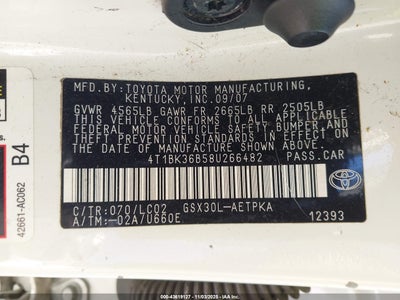 MFD. BY: TOYOTA MOTOR MANUFACTURING,
KENTUCKY, INC. 09/07
GVWR 4565LB GAWR FR 2665LB RR 2505LB
THIS VEHICLE CONFORMS TO ALL APPLICABLE
FEDERAL MOTOR VEHICLE SAFETY, BUMPER, AND
THEFT PREVENTION STANDARDS IN EFFECT ON
THE DATE OF MANUFACTURE SHOWN ABOVE.
4T1BK36B58U266482 PASS.CAR
C/TR:070/LC02 GSX30L-AETPKA
A/TM:-02A/U660E
TOYOTA
12393
42661-AC062
B4